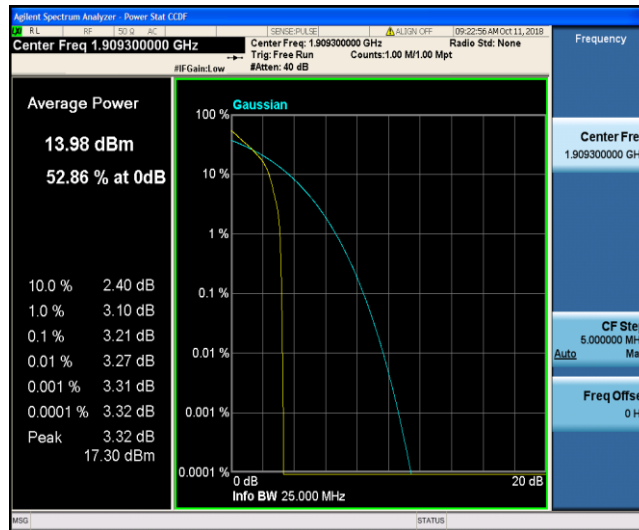 Agilent Spectrum Analyzer - Power Stat CCDF
RL RF 50 Ω AC SENSE:PULSE ALIGN OFF 09:22:56 AM Oct 11, 2018
Center Freq 1.909300000 GHz
Center Freq: 1.909300000 GHz Radio Std: None
Trig: Free Run Counts:1.00 M/1.00 Mpt
#IFGain:Low #Atten: 40 dB
Frequency
Average Power
13.98 dBm
52.86 % at 0dB
10.0 % 2.40 dB
1.0 % 3.10 dB
0.1 % 3.21 dB
0.01 % 3.27 dB
0.001 % 3.31 dB
0.0001 % 3.32 dB
Peak 3.32 dB
17.30 dBm
Gaussian
100 %
10 %
1 %
0.1 %
0.01 %
0.001 %
0.0001 %
0 dB 20 dB
Info BW 25.000 MHz
Center Fre
1.909300000 GH
CF Step
5.000000 MH
Auto Ma
Freq Offse
0 H
MSG STATUS